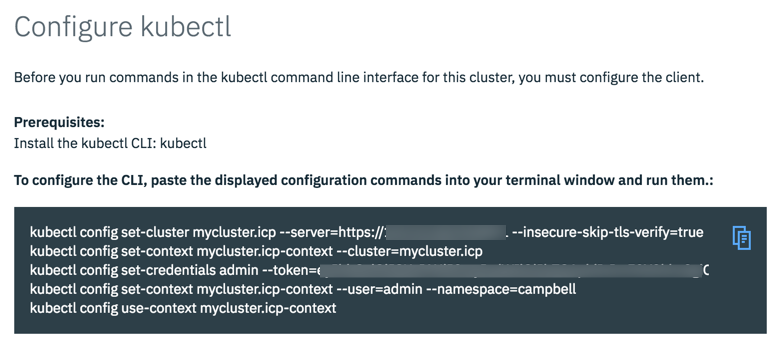 Configure kubectl
Before you run commands in the kubectl command line interface for this cluster, you must configure the client.
Prerequisites:
Install the kubectl CLI: kubectl
To configure the CLI, paste the displayed configuration commands into your terminal window and run them.:
kubectl config set-cluster mycluster.icp --server=https:// --insecure-skip-tls-verify=true
kubectl config set-context mycluster.icp-context --cluster=mycluster.icp
kubectl config set-credentials admin --token=
kubectl config set-context mycluster.icp-context --user=admin --namespace=campbell
kubectl config use-context mycluster.icp-context